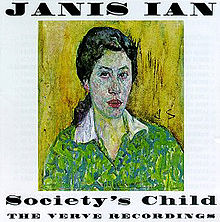 JANIS IAN
Society's Child
THE VERVE RECORDINGS